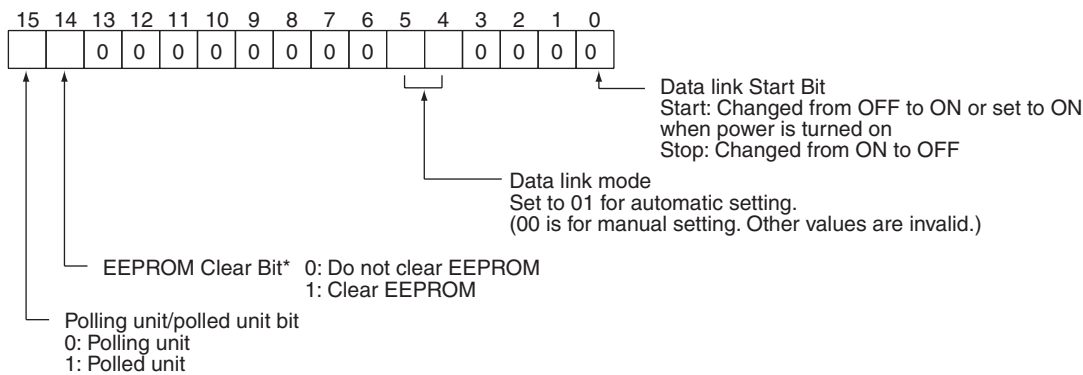 15 14 13 12 11 10 9 8 7 6 5 4 3 2 1 0
0 0 0 0 0 0 0 0 0 0 0 0
Data link Start Bit
Start: Changed from OFF to ON or set to ON
when power is turned on
Stop: Changed from ON to OFF
Data link mode
Set to 01 for automatic setting.
(00 is for manual setting. Other values are invalid.)
EEPROM Clear Bit* 0: Do not clear EEPROM
1: Clear EEPROM
Polling unit/polled unit bit
0: Polling unit
1: Polled unit